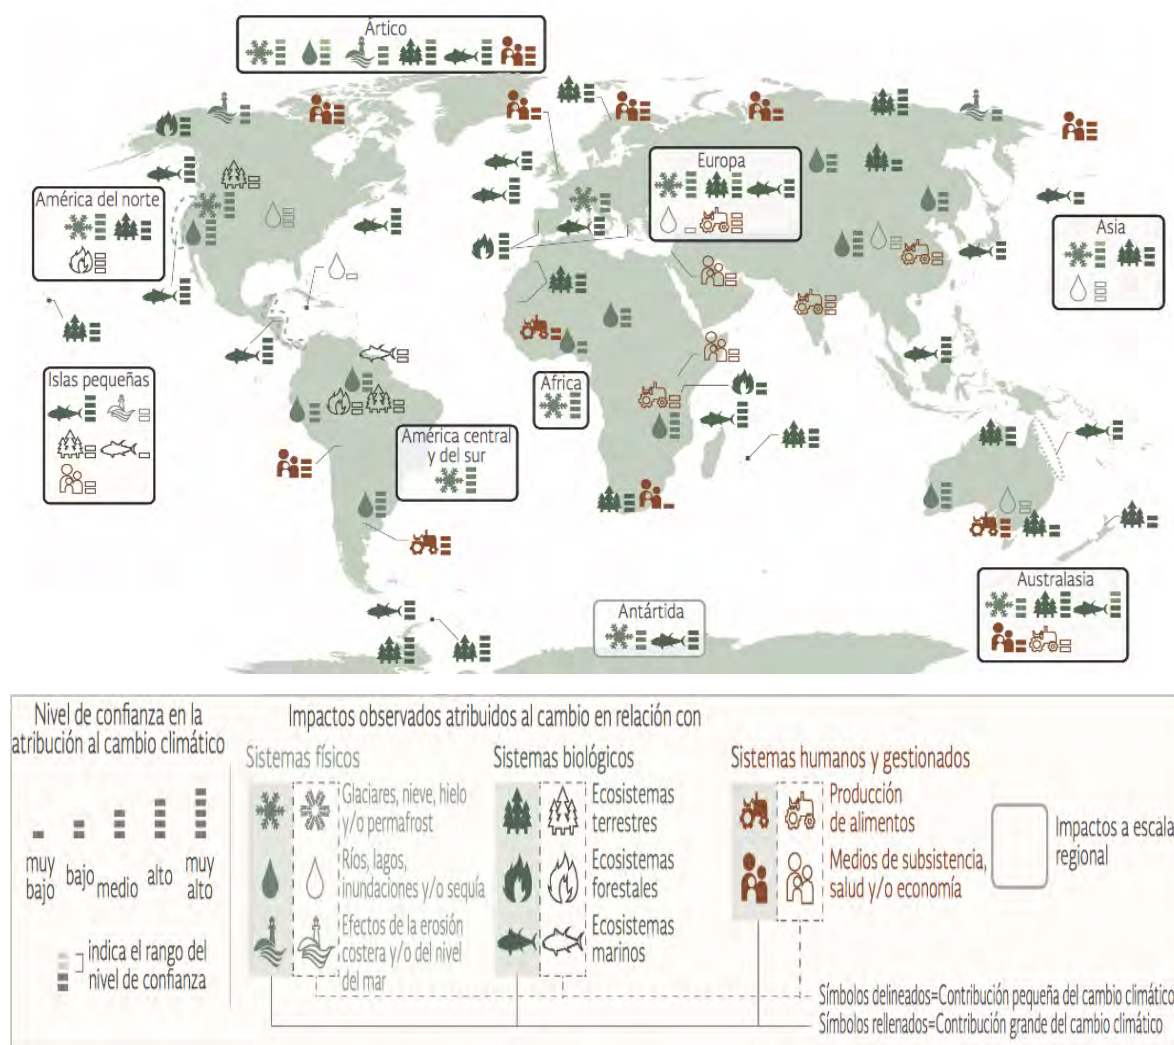 Ártico
Europa
América del norte
Asia
Islas pequeñas
África
América central
y del sur
Australasia
Antártida
Nivel de confianza en la
atribución al cambio climático
muy
bajo
bajo
medio
alto
muy
alto
indica el rango del
nivel de confianza
Impactos observados atribuidos al cambio en relación con
Sistemas físicos
Glaciares, nieve, hielo
y/o permafrost
Ríos, lagos,
inundaciones y/o sequía
Efectos de la erosión
costera y/o del nivel
del mar
Sistemas biológicos
Ecosistemas
terrestres
Ecosistemas
forestales
Ecosistemas
marinos
Sistemas humanos y gestionados
Producción
de alimentos
Medios de subsistencia,
salud y/o economía
Impactos a escala
regional
Símbolos delineados=Contribución pequeña del cambio climático
Símbolos rellenados=Contribución grande del cambio climático